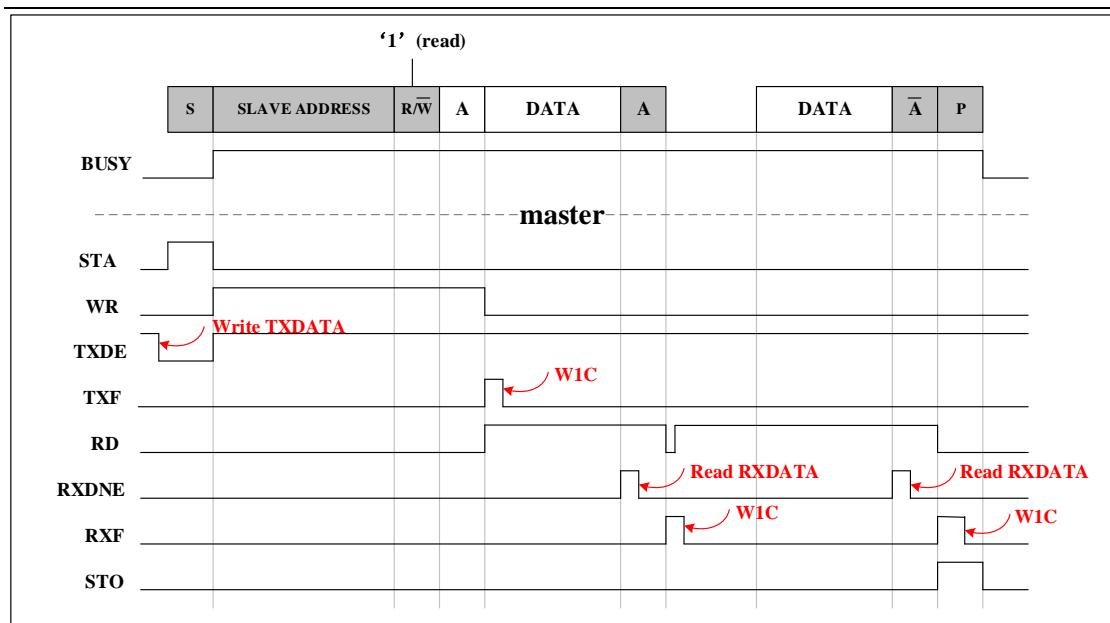 ‘1’ (read)
S SLAVE ADDRESS R/W̅ A DATA A DATA A̅ P
BUSY
master
STA
WR
Write TXDATA
TXDE
W1C
TXF
RD
Read RXDATA Read RXDATA
RXDNE
W1C W1C
RXF
STO